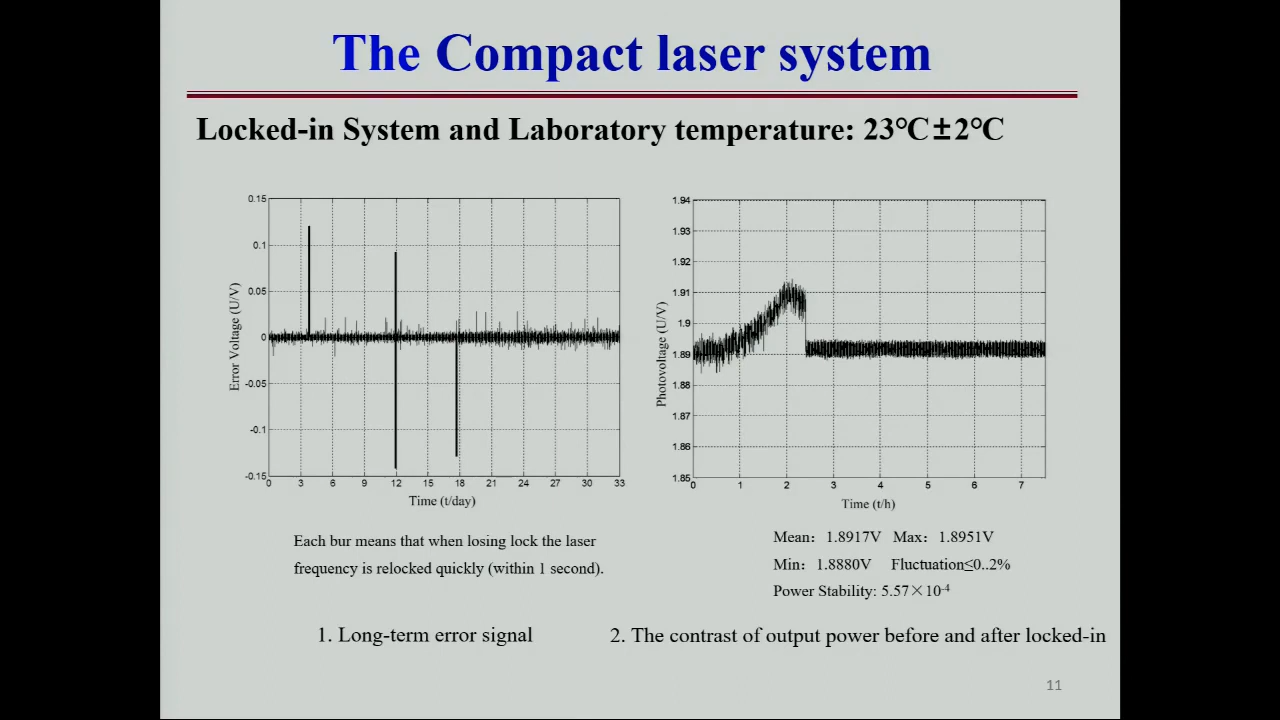 The Compact laser system
Locked-in System and Laboratory temperature: 23℃±2℃
0.15
0.1
0.05
0
-0.05
-0.1
-0.15
Error Voltage (U/V)
0 3 6 9 12 15 18 21 24 27 30 33
Time (t/day)
1.94
1.93
1.92
1.91
1.9
1.89
1.88
1.87
1.86
1.85
Photovoltage (U/V)
0 1 2 3 4 5 6 7
Time (t/h)
Each bur means that when losing lock the laser
frequency is relocked quickly (within 1 second).
Mean：1.8917V Max：1.8951V
Min：1.8880V Fluctuation≤0..2%
Power Stability: 5.57×10⁻⁴
1. Long-term error signal
2. The contrast of output power before and after locked-in
11